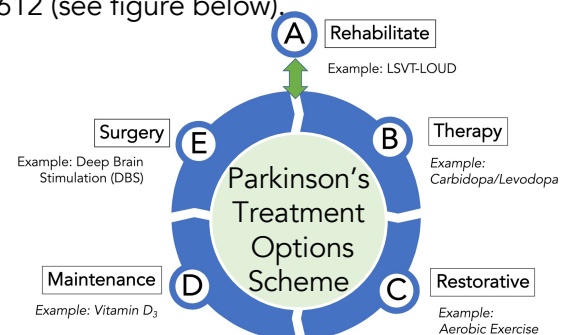 612 (see figure below).
A
Rehabilitate
Example: LSVT-LOUD
Surgery
E
Example: Deep Brain
Stimulation (DBS)
B
Therapy
Example:
Carbidopa/Levodopa
Parkinson's
Treatment
Options
Scheme
Maintenance
D
Example: Vitamin D₃
C
Restorative
Example:
Aerobic Exercise